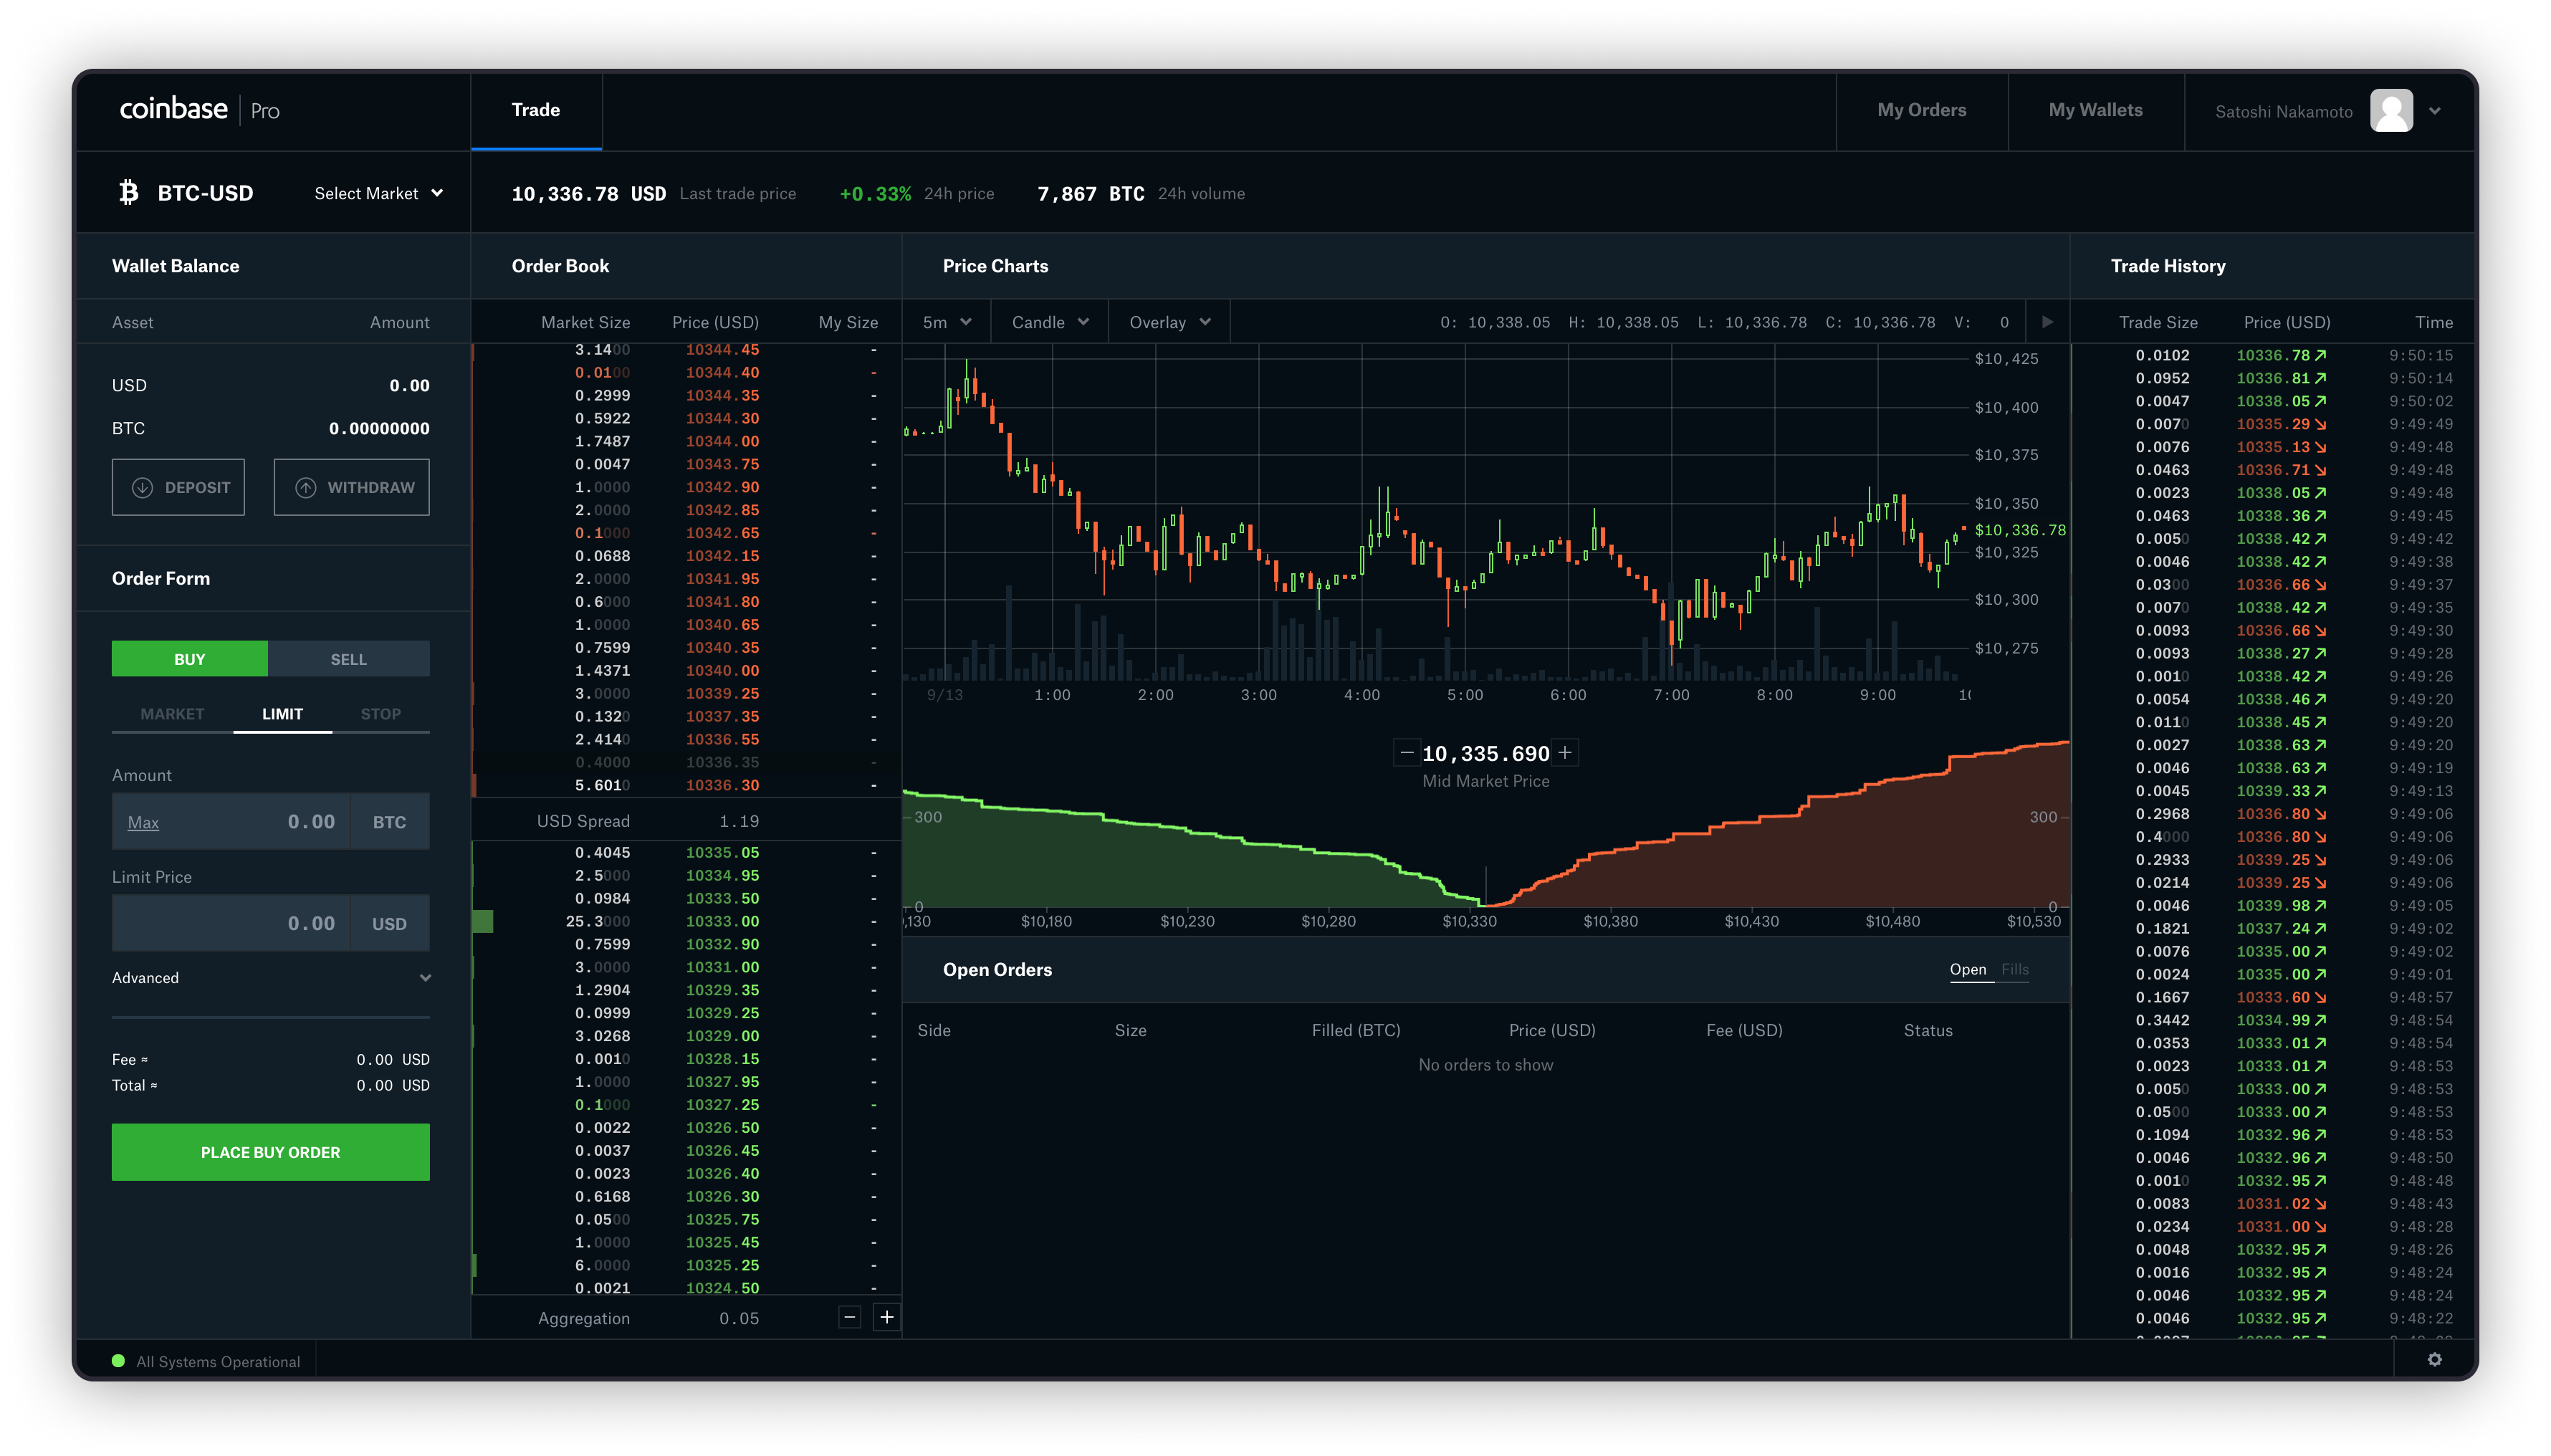 coinbase | Pro
Trade
My Orders
My Wallets
Satoshi Nakamoto
BTC-USD
Select Market
10,336.78 USD Last trade price
+0.33% 24h price
7,867 BTC 24h volume
Wallet Balance
Asset Amount
USD 0.00
BTC 0.00000000
DEPOSIT WITHDRAW
Order Form
BUY SELL
MARKET LIMIT STOP
Amount
Max 0.00 BTC
Limit Price
0.00 USD
Advanced
Fee ≈ 0.00 USD
Total ≈ 0.00 USD
PLACE BUY ORDER
Order Book
Market Size Price (USD) My Size
3.1400 10344.45 -
0.0100 10344.40 -
0.2999 10344.35 -
0.5922 10344.30 -
1.7487 10344.00 -
0.0047 10343.75 -
1.0000 10342.90 -
2.0000 10342.85 -
0.1000 10342.65 -
0.0688 10342.15 -
2.0000 10341.95 -
0.6000 10341.80 -
1.0000 10340.65 -
0.7599 10340.35 -
1.4371 10340.00 -
3.0000 10339.25 -
0.1320 10337.35 -
2.4140 10336.55 -
0.4000 10336.35 -
5.6010 10336.30 -
USD Spread 1.19
0.4045 10335.05 -
2.5000 10334.95 -
0.0984 10333.50 -
25.3000 10333.00 -
0.7599 10332.90 -
3.0000 10331.00 -
1.2904 10329.35 -
0.0999 10329.25 -
3.0268 10329.00 -
0.0010 10328.15 -
1.0000 10327.95 -
0.1000 10327.25 -
0.0022 10326.50 -
0.0037 10326.45 -
0.0023 10326.40 -
0.6168 10326.30 -
0.0500 10325.75 -
1.0000 10325.45 -
6.0000 10325.25 -
0.0021 10324.50 -
Aggregation 0.05 − +
Price Charts
5m Candle Overlay
O: 10,338.05 H: 10,338.05 L: 10,336.78 C: 10,336.78 V: 0
$10,425
$10,400
$10,375
$10,350
$10,336.78
$10,325
$10,300
$10,275
9/13 1:00 2:00 3:00 4:00 5:00 6:00 7:00 8:00 9:00
− 10,335.690 +
Mid Market Price
300 300
0 0
,130 $10,180 $10,230 $10,280 $10,330 $10,380 $10,430 $10,480 $10,530
Open Orders
Open Fills
Side Size Filled (BTC) Price (USD) Fee (USD) Status
No orders to show
Trade History
Trade Size Price (USD) Time
0.0102 10336.78↗ 9:50:15
0.0952 10336.81↗ 9:50:14
0.0047 10338.05↗ 9:50:02
0.0070 10335.29↘ 9:49:49
0.0076 10335.13↘ 9:49:48
0.0463 10336.71↘ 9:49:48
0.0023 10338.05↗ 9:49:48
0.0463 10338.36↗ 9:49:45
0.0050 10338.42↗ 9:49:42
0.0046 10338.42↗ 9:49:38
0.0300 10336.66↘ 9:49:37
0.0070 10338.42↗ 9:49:35
0.0093 10336.66↘ 9:49:30
0.0093 10338.27↗ 9:49:28
0.0010 10338.42↗ 9:49:26
0.0054 10338.46↗ 9:49:20
0.0110 10338.45↗ 9:49:20
0.0027 10338.63↗ 9:49:20
0.0046 10338.63↗ 9:49:19
0.0045 10339.33↗ 9:49:13
0.2968 10336.80↘ 9:49:06
0.4000 10336.80↘ 9:49:06
0.2933 10339.25↘ 9:49:06
0.0214 10339.25↘ 9:49:06
0.0046 10339.98↗ 9:49:05
0.1821 10337.24↗ 9:49:02
0.0076 10335.00↗ 9:49:02
0.0024 10335.00↗ 9:49:01
0.1667 10333.60↘ 9:48:57
0.3442 10334.99↗ 9:48:54
0.0353 10333.01↗ 9:48:54
0.0023 10333.01↗ 9:48:53
0.0050 10333.00↗ 9:48:53
0.0500 10333.00↗ 9:48:53
0.1094 10332.96↗ 9:48:53
0.0046 10332.96↗ 9:48:50
0.0010 10332.95↗ 9:48:48
0.0083 10331.02↘ 9:48:43
0.0234 10331.00↘ 9:48:28
0.0048 10332.95↗ 9:48:26
0.0016 10332.95↗ 9:48:24
0.0046 10332.95↗ 9:48:24
0.0046 10332.95↗ 9:48:22
All Systems Operational